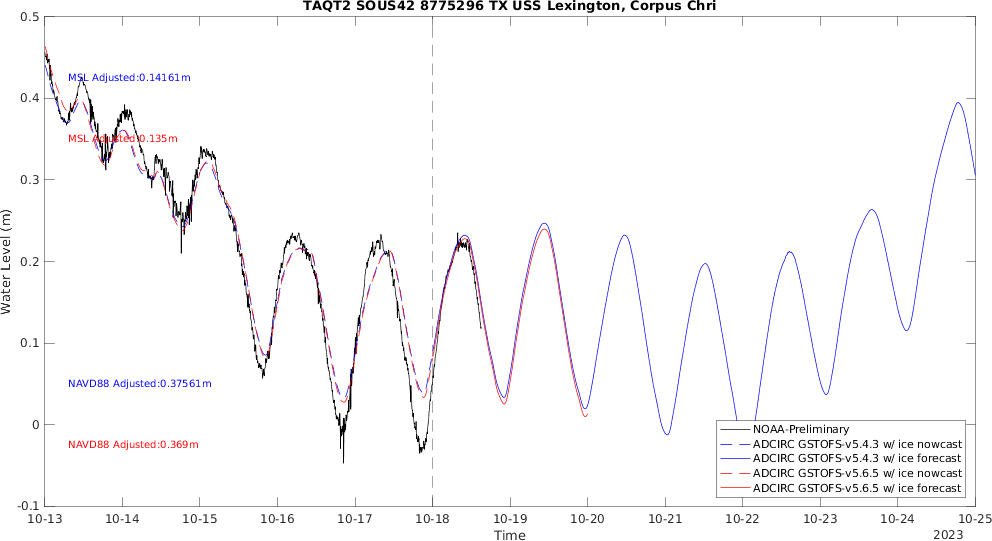 TAQT2 SOUS42 8775296 TX USS Lexington, Corpus Chri
0.5
0.4
0.3
0.2
0.1
0
-0.1
Water Level (m)
MSL Adjusted:0.14161m
MSL Adjusted:0.135m
NAVD88 Adjusted:0.37561m
NAVD88 Adjusted:0.369m
NOAA-Preliminary
ADCIRC GSTOFS-v5.4.3 w/ ice nowcast
ADCIRC GSTOFS-v5.4.3 w/ ice forecast
ADCIRC GSTOFS-v5.6.5 w/ ice nowcast
ADCIRC GSTOFS-v5.6.5 w/ ice forecast
10-13 10-14 10-15 10-16 10-17 10-18 10-19 10-20 10-21 10-22 10-23 10-24 10-25
Time
2023